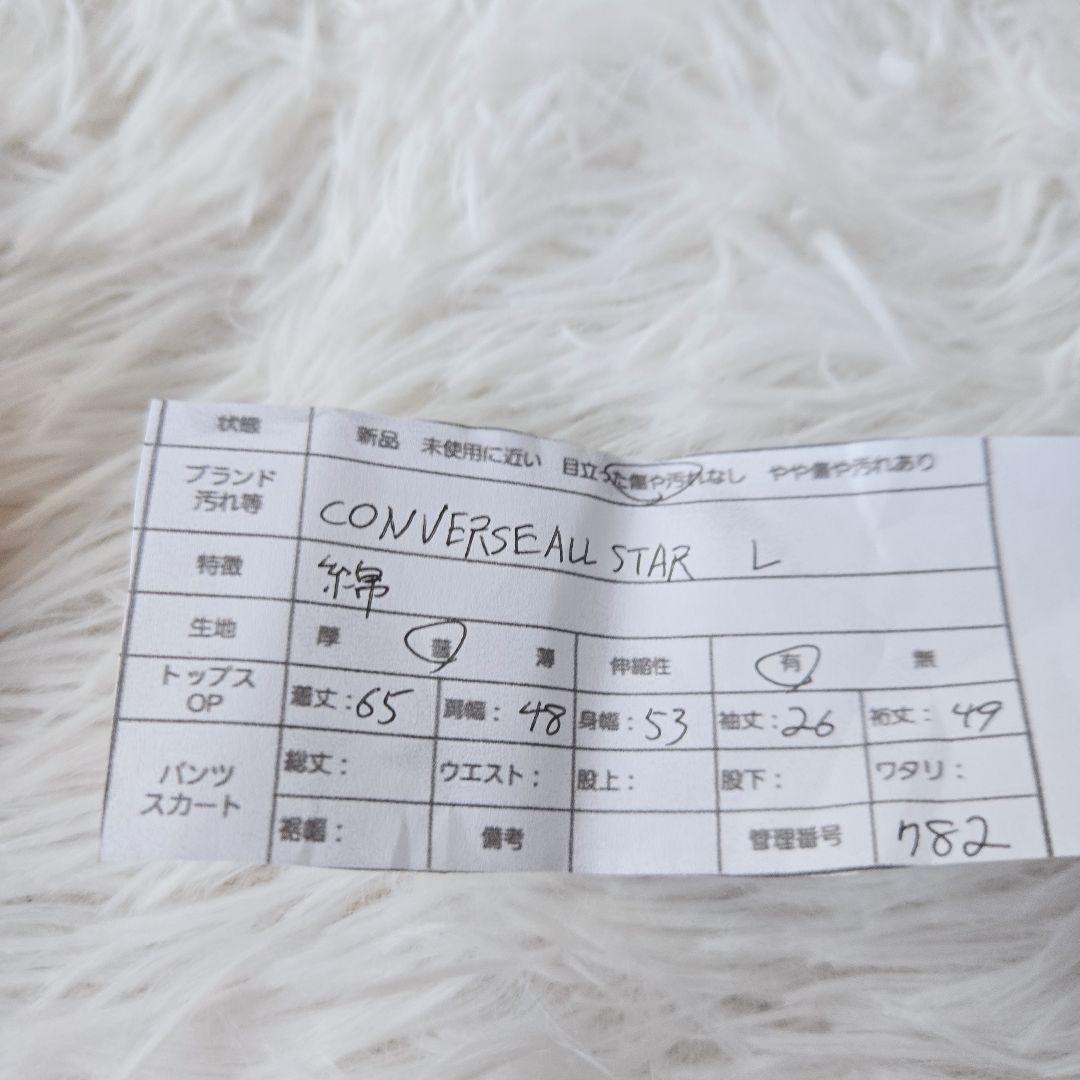 状態 新品 未使用に近い 目立った傷や汚れなし やや傷や汚れあり
ブランド 汚れ等 CONVERSE ALL STAR L
特徴 綿
生地 厚 普 薄 伸縮性 有 無
トップス OP 着丈:65 肩幅:48 身幅:53 袖丈:26 裄丈:49
パンツ スカート 総丈: ウエスト: 股上: 股下: ワタリ:
裾幅: 備考 管理番号 782